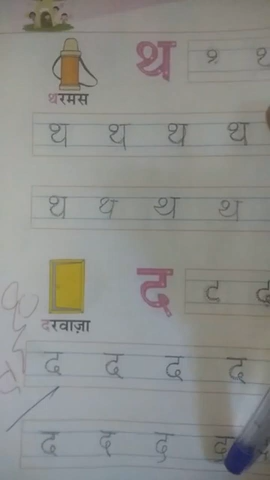 थ थ थ
थरमस
थ थ थ थ
थ थ थ थ
द द द
दरवाज़ा
द द द द
द द द द